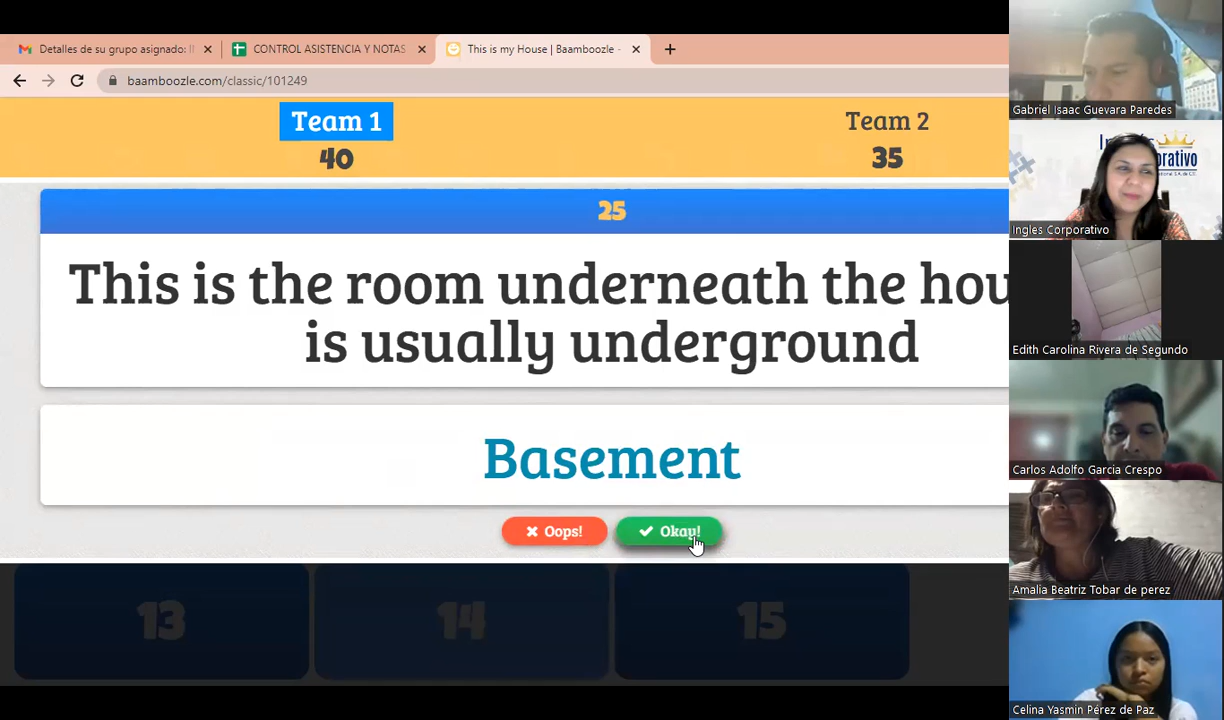 Detalles de su grupo asignado: I
CONTROL ASISTENCIA Y NOTAS
This is my House | Baamboozle -
baamboozle.com/classic/101249
Team 1
40
Team 2
35
25
This is the room underneath the hou
is usually underground
Basement
Oops!
Okay!
13
14
15
Gabriel Isaac Guevara Paredes
Ingles Corporativo
Edith Carolina Rivera de Segundo
Carlos Adolfo Garcia Crespo
Amalia Beatriz Tobar de perez
Celina Yasmin Pérez de Paz